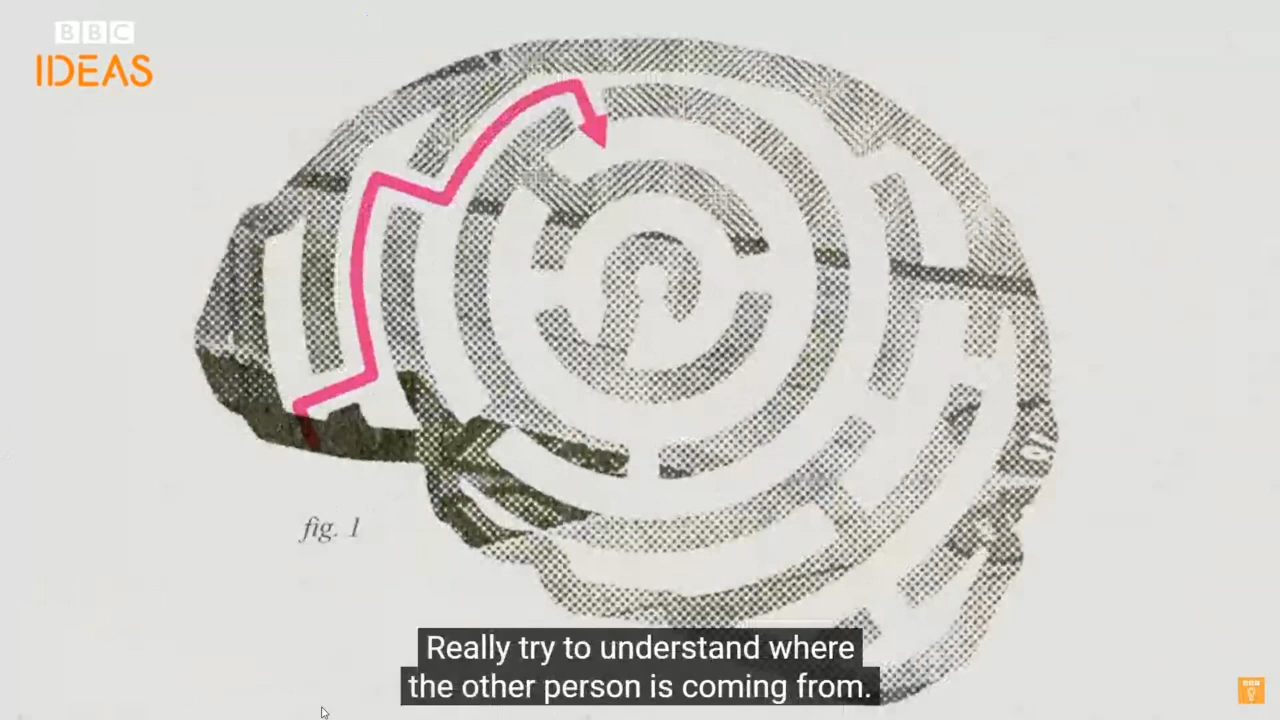 BBC
IDEAS
fig. 1
Really try to understand where
the other person is coming from.